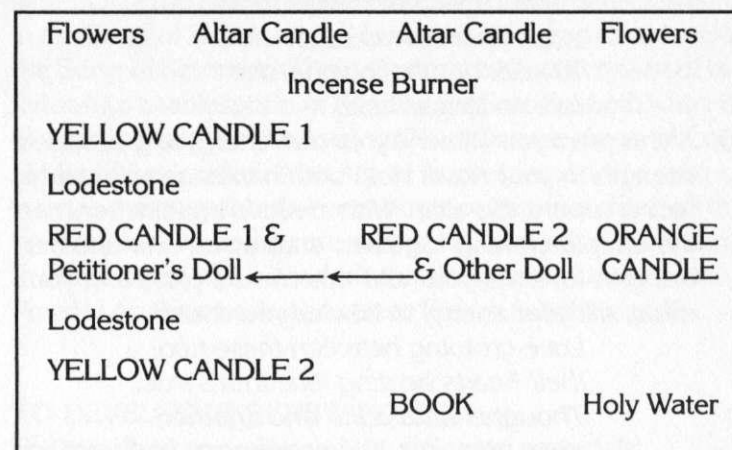 Flowers Altar Candle Altar Candle Flowers
Incense Burner
YELLOW CANDLE 1
Lodestone
RED CANDLE 1 & RED CANDLE 2 ORANGE
Petitioner's Doll & Other Doll CANDLE
Lodestone
YELLOW CANDLE 2
BOOK Holy Water